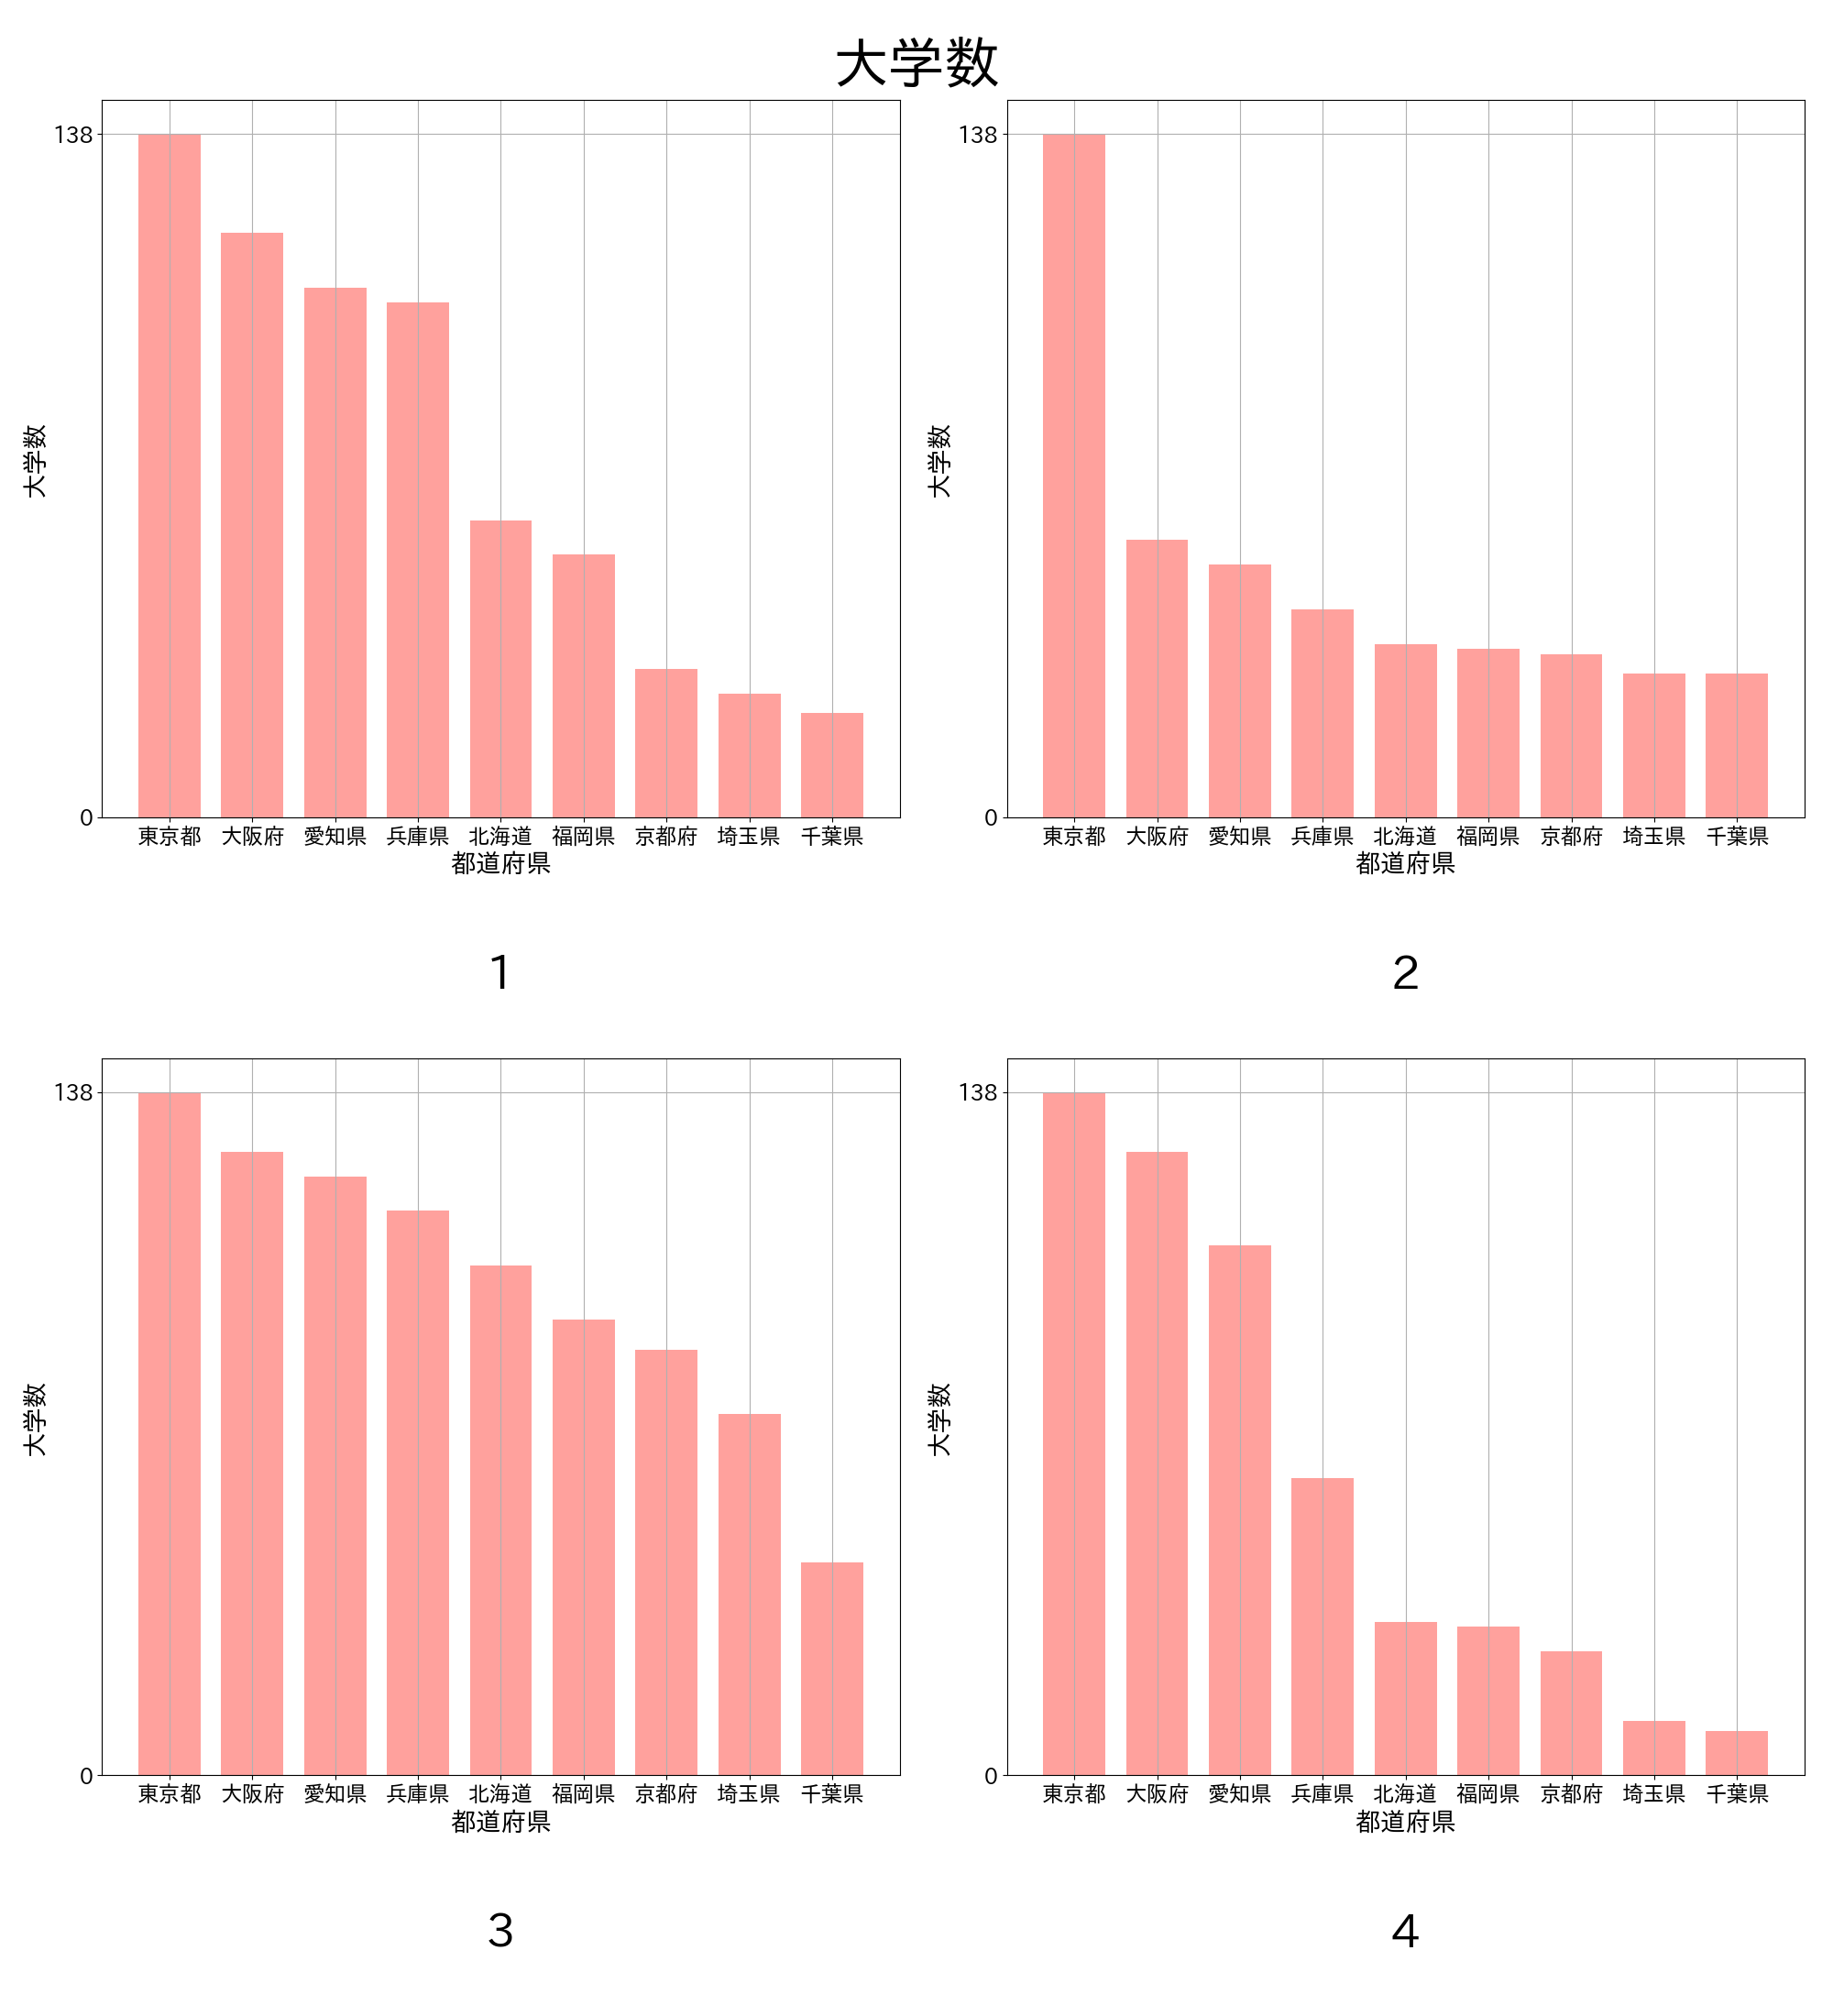 大学数
138
0
大学数
東京都 大阪府 愛知県 兵庫県 北海道 福岡県 京都府 埼玉県 千葉県
都道府県
1
138
0
大学数
東京都 大阪府 愛知県 兵庫県 北海道 福岡県 京都府 埼玉県 千葉県
都道府県
2
138
0
大学数
東京都 大阪府 愛知県 兵庫県 北海道 福岡県 京都府 埼玉県 千葉県
都道府県
3
138
0
大学数
東京都 大阪府 愛知県 兵庫県 北海道 福岡県 京都府 埼玉県 千葉県
都道府県
4